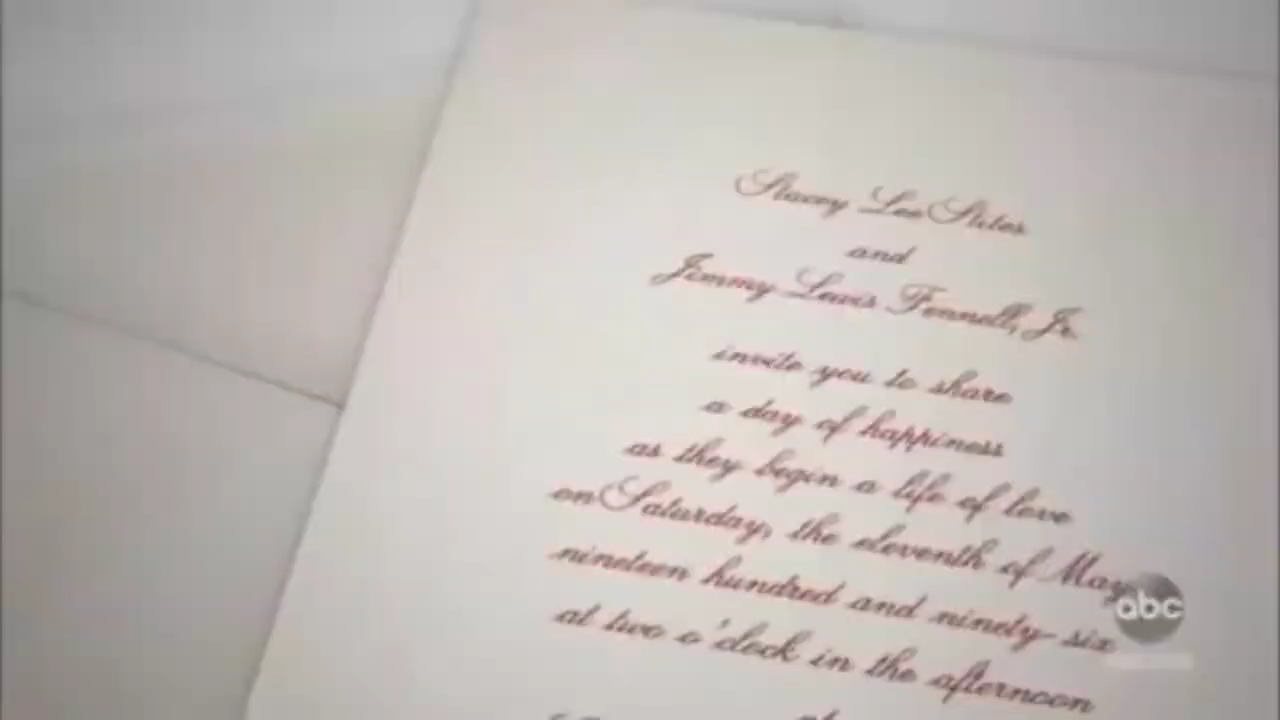 Stacey Lee Stites
and
Jimmy Lewis Fennell, Jr.
invite you to share
a day of happiness
as they begin a life of love
on Saturday, the eleventh of May
nineteen hundred and ninety-six
at two o'clock in the afternoon
abc